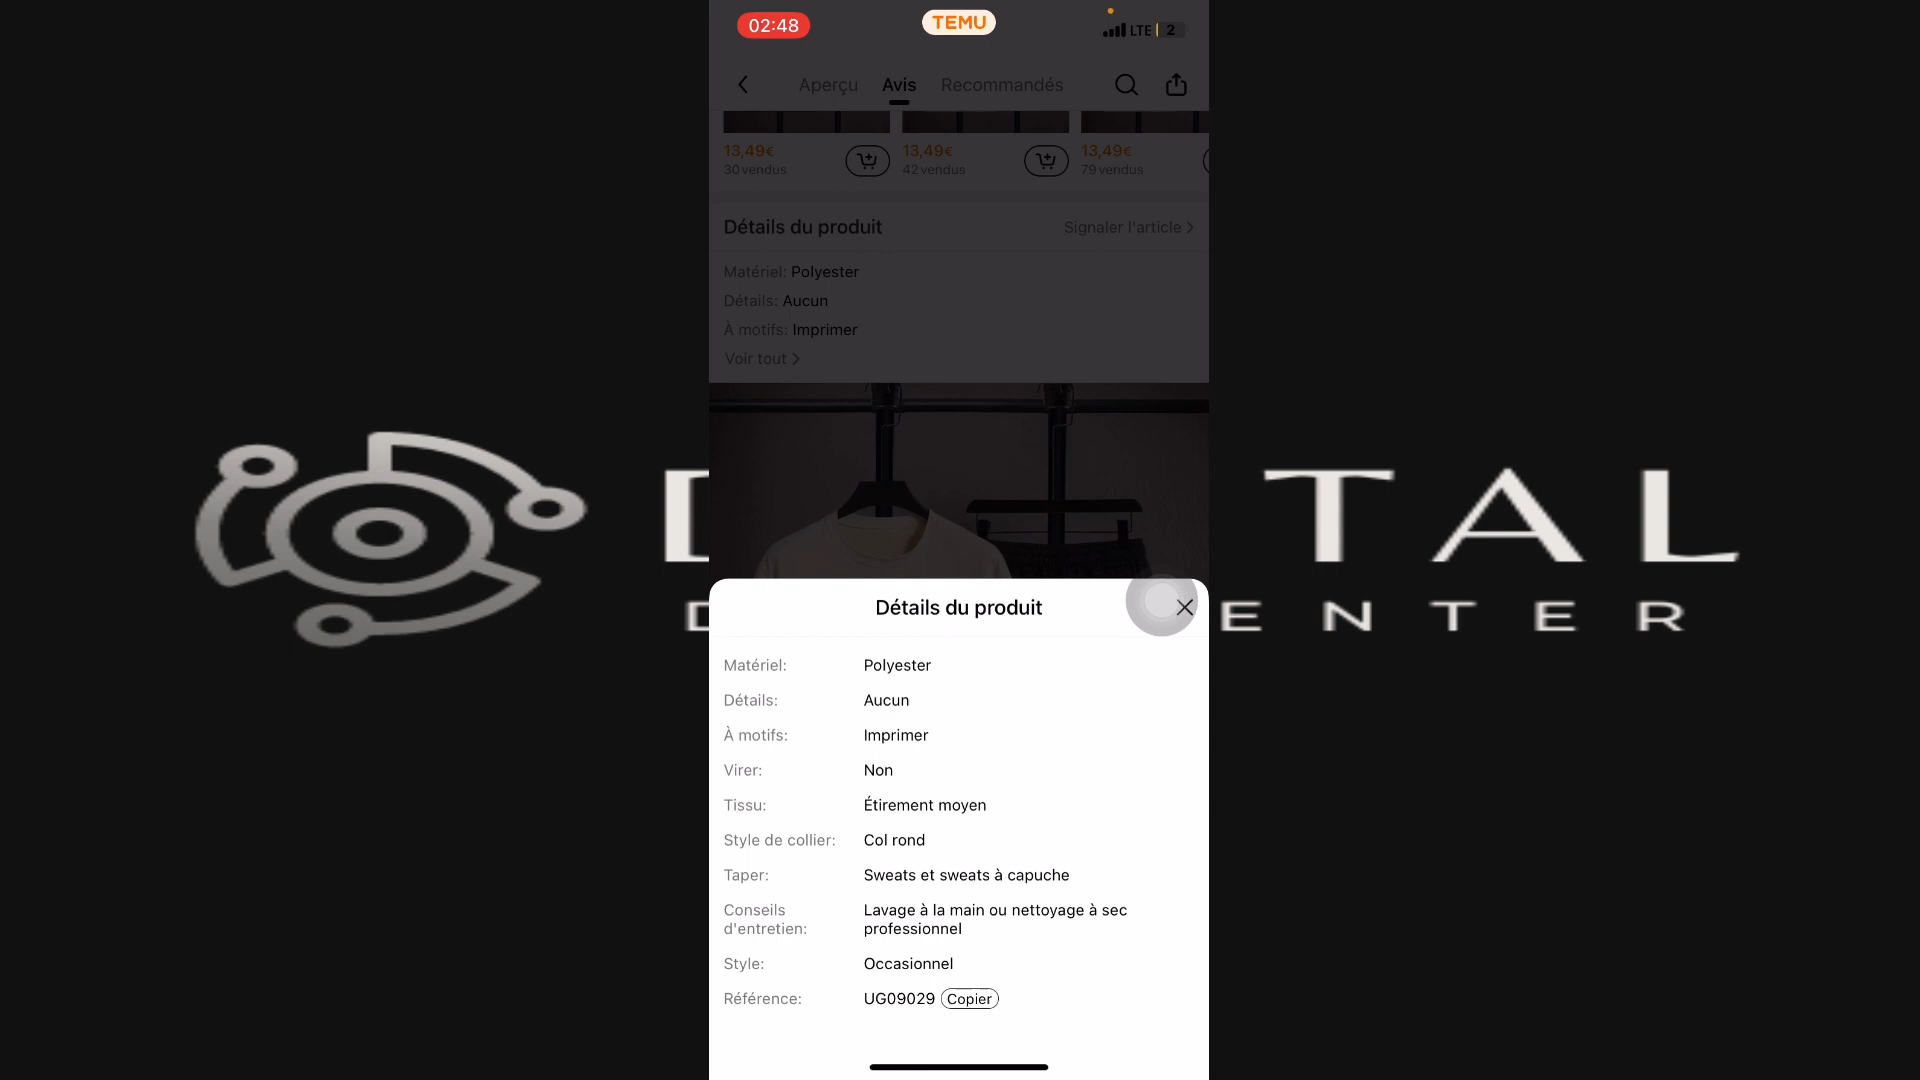 02:48
TEMU
LTE
2
Aperçu
Avis
Recommandés
13,49€
13,49€
13,49€
30 vendus
42 vendus
79 vendus
Détails du produit
Signaler l'article
Matériel: Polyester
Détails: Aucun
À motifs: Imprimer
Voir tout
TAL
ENTER
Détails du produit
Matériel: Polyester
Détails: Aucun
À motifs: Imprimer
Virer: Non
Tissu: Étirement moyen
Style de collier: Col rond
Taper: Sweats et sweats à capuche
Conseils d'entretien: Lavage à la main ou nettoyage à sec
professionnel
Style: Occasionnel
Référence: UG09029 Copier